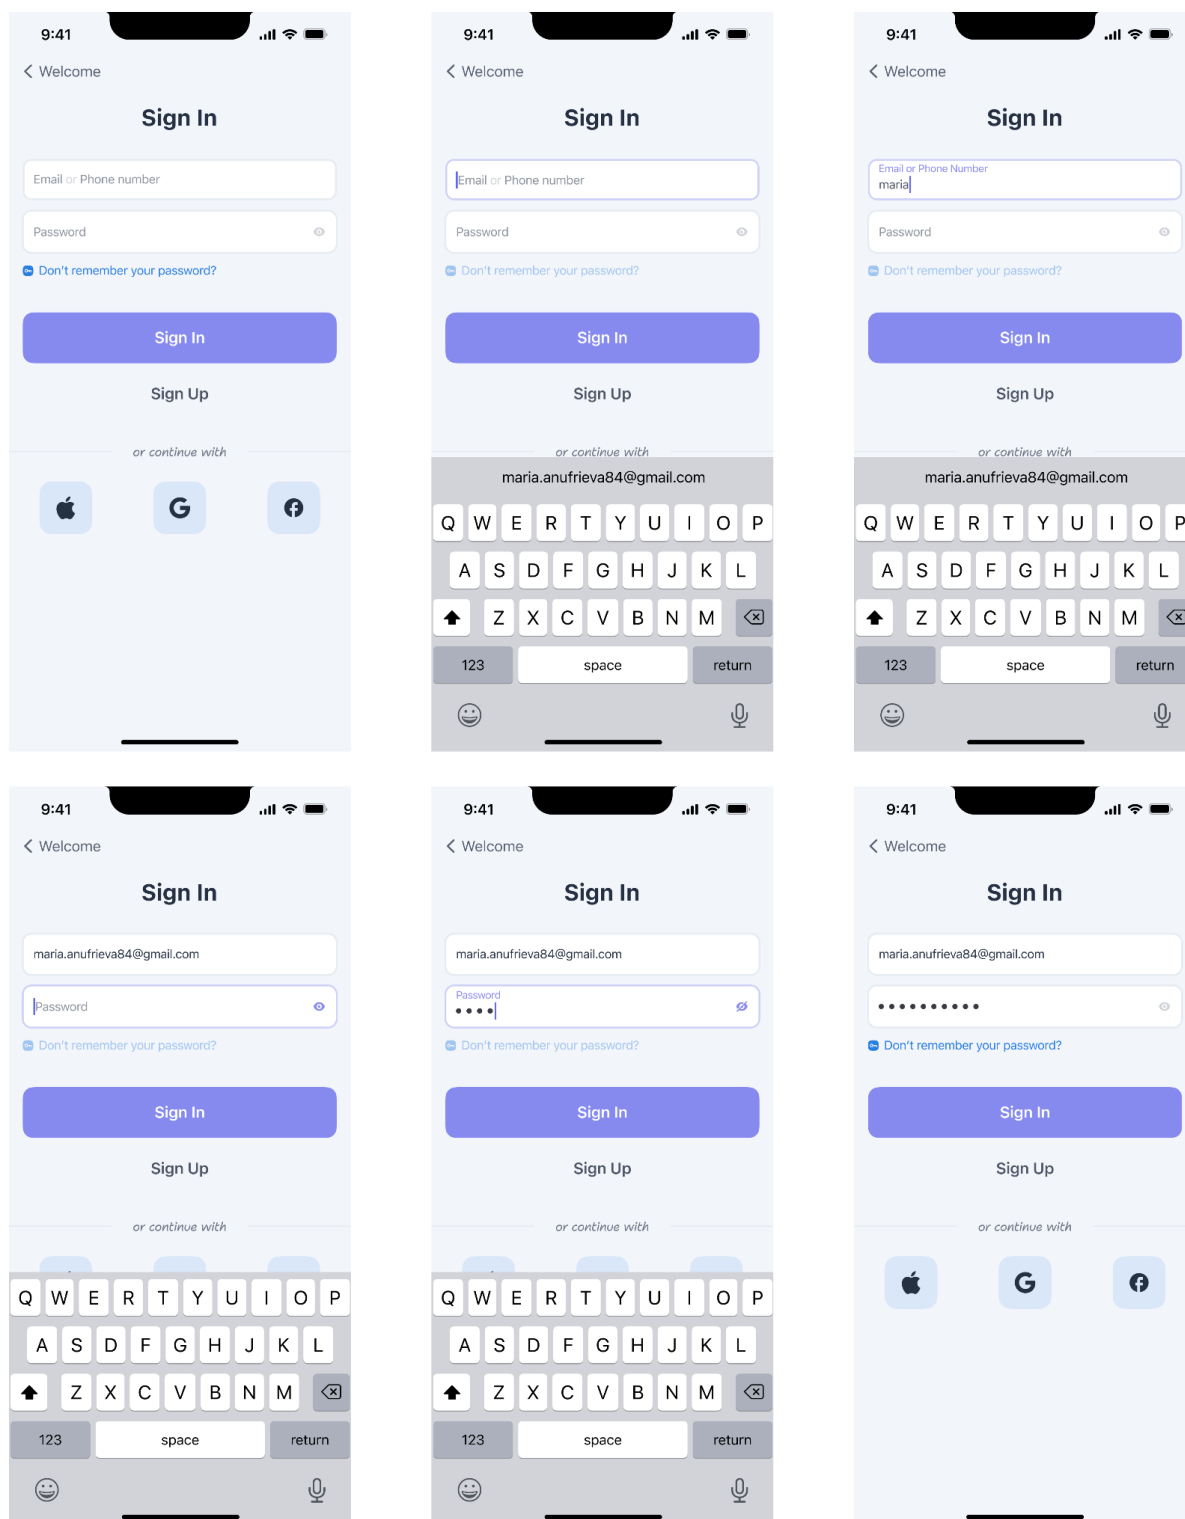 9:41
Welcome
Sign In
Email or Phone number
Password
Don't remember your password?
Sign In
Sign Up
or continue with
9:41
Welcome
Sign In
Email or Phone number
Password
Don't remember your password?
Sign In
Sign Up
or continue with
maria.anufrieva84@gmail.com
Q W E R T Y U I O P
A S D F G H J K L
Z X C V B N M
123 space return
9:41
Welcome
Sign In
Email or Phone Number
maria
Password
Don't remember your password?
Sign In
Sign Up
or continue with
maria.anufrieva84@gmail.com
Q W E R T Y U I O P
A S D F G H J K L
Z X C V B N M
123 space return
9:41
Welcome
Sign In
maria.anufrieva84@gmail.com
Password
Don't remember your password?
Sign In
Sign Up
or continue with
Q W E R T Y U I O P
A S D F G H J K L
Z X C V B N M
123 space return
9:41
Welcome
Sign In
maria.anufrieva84@gmail.com
Password
••••
Don't remember your password?
Sign In
Sign Up
or continue with
Q W E R T Y U I O P
A S D F G H J K L
Z X C V B N M
123 space return
9:41
Welcome
Sign In
maria.anufrieva84@gmail.com
••••••••••
Don't remember your password?
Sign In
Sign Up
or continue with